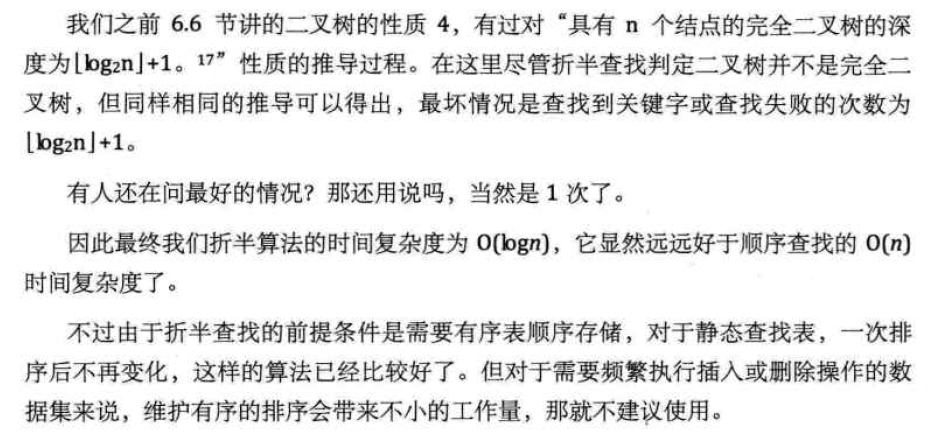 我们之前 6.6 节讲的二叉树的性质 4，有过对“具有 n 个结点的完全二叉树的深
度为⌊log₂n⌋+1。¹⁷”性质的推导过程。在这里尽管折半查找判定二叉树并不是完全二
叉树，但同样相同的推导可以得出，最坏情况是查找到关键字或查找失败的次数为
⌊log₂n⌋+1。
有人还在问最好的情况？那还用说吗，当然是 1 次了。
因此最终我们折半算法的时间复杂度为 O(logn)，它显然远远好于顺序查找的 O(n)
时间复杂度了。
不过由于折半查找的前提条件是需要有序表顺序存储，对于静态查找表，一次排
序后不再变化，这样的算法已经比较好了。但对于需要频繁执行插入或删除操作的数
据集来说，维护有序的排序会带来不小的工作量，那就不建议使用。